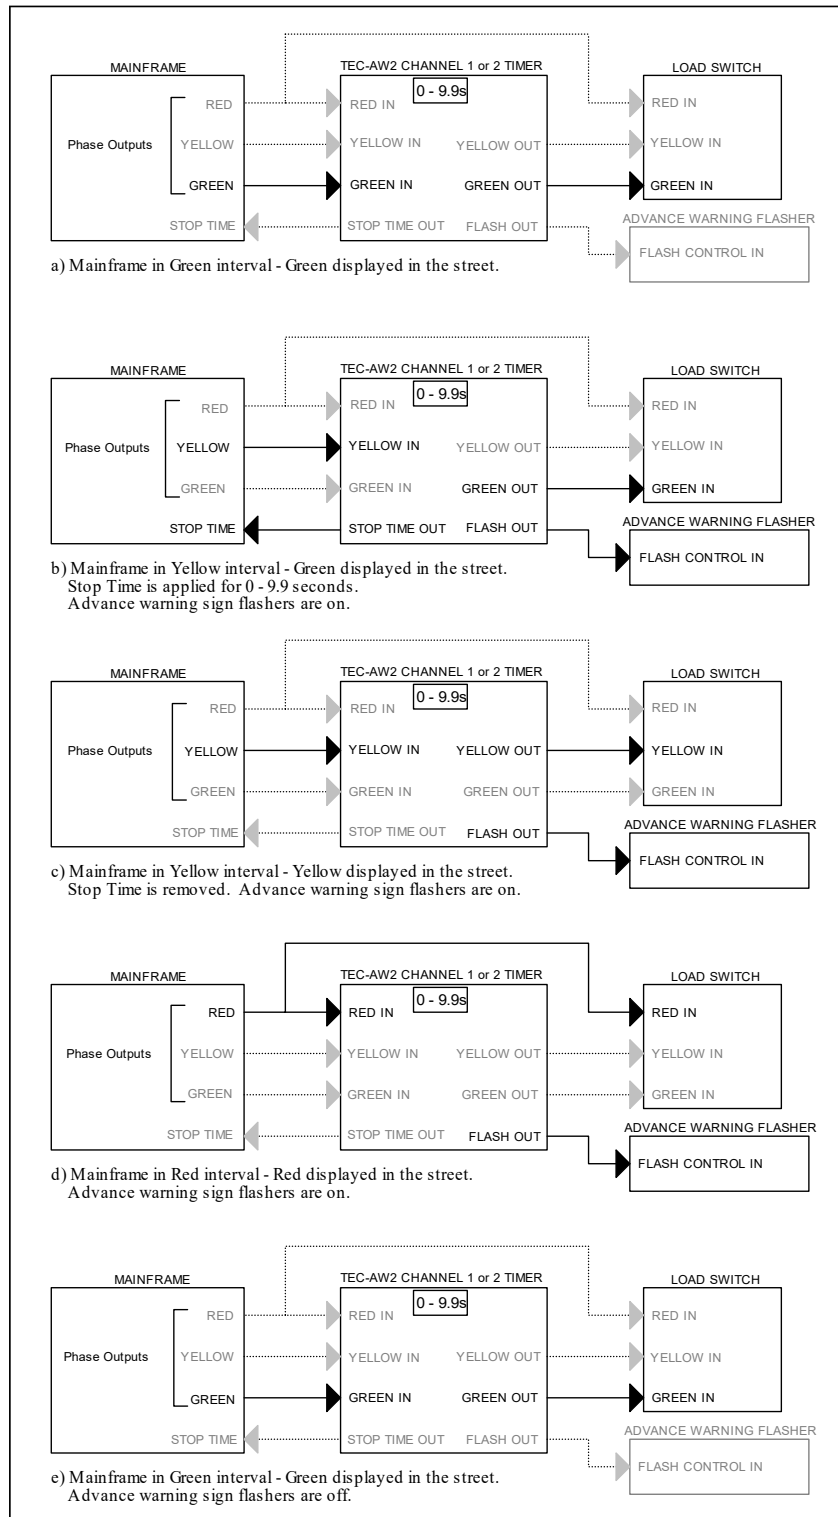 MAINFRAME TEC-AW2 CHANNEL 1 or 2 TIMER LOAD SWITCH
0 - 9.9s
RED RED IN RED IN
Phase Outputs YELLOW YELLOW IN YELLOW OUT YELLOW IN
GREEN GREEN IN GREEN OUT GREEN IN
ADVANCE WARNING FLASHER
STOP TIME STOP TIME OUT FLASH OUT
FLASH CONTROL IN
a) Mainframe in Green interval - Green displayed in the street.
MAINFRAME TEC-AW2 CHANNEL 1 or 2 TIMER LOAD SWITCH
0 - 9.9s
RED RED IN RED IN
Phase Outputs YELLOW YELLOW IN YELLOW OUT YELLOW IN
GREEN GREEN IN GREEN OUT GREEN IN
ADVANCE WARNING FLASHER
STOP TIME STOP TIME OUT FLASH OUT
FLASH CONTROL IN
b) Mainframe in Yellow interval - Green displayed in the street.
Stop Time is applied for 0 - 9.9 seconds.
Advance warning sign flashers are on.
MAINFRAME TEC-AW2 CHANNEL 1 or 2 TIMER LOAD SWITCH
0 - 9.9s
RED RED IN RED IN
Phase Outputs YELLOW YELLOW IN YELLOW OUT YELLOW IN
GREEN GREEN IN GREEN OUT GREEN IN
ADVANCE WARNING FLASHER
STOP TIME STOP TIME OUT FLASH OUT
FLASH CONTROL IN
c) Mainframe in Yellow interval - Yellow displayed in the street.
Stop Time is removed. Advance warning sign flashers are on.
MAINFRAME TEC-AW2 CHANNEL 1 or 2 TIMER LOAD SWITCH
0 - 9.9s
RED RED IN RED IN
Phase Outputs YELLOW YELLOW IN YELLOW OUT YELLOW IN
GREEN GREEN IN GREEN OUT GREEN IN
ADVANCE WARNING FLASHER
STOP TIME STOP TIME OUT FLASH OUT
FLASH CONTROL IN
d) Mainframe in Red interval - Red displayed in the street.
Advance warning sign flashers are on.
MAINFRAME TEC-AW2 CHANNEL 1 or 2 TIMER LOAD SWITCH
0 - 9.9s
RED RED IN RED IN
Phase Outputs YELLOW YELLOW IN YELLOW OUT YELLOW IN
GREEN GREEN IN GREEN OUT GREEN IN
ADVANCE WARNING FLASHER
STOP TIME STOP TIME OUT FLASH OUT
FLASH CONTROL IN
e) Mainframe in Green interval - Green displayed in the street.
Advance warning sign flashers are off.